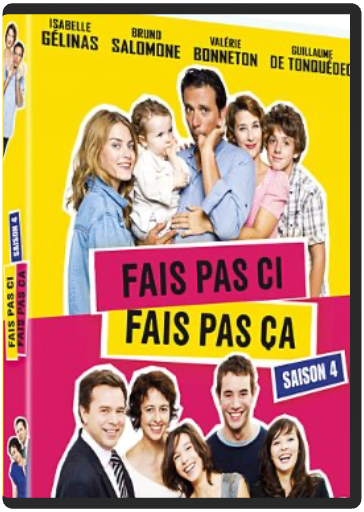 ISABELLE
GÉLINAS
BRUNO
SALOMONE
VALÉRIE
BONNETON
GUILLAUME
DE TONQUÉDEC
FAIS PAS CI
FAIS PAS ÇA
SAISON 4
SAISON 4
FAIS PAS CI
FAIS PAS ÇA